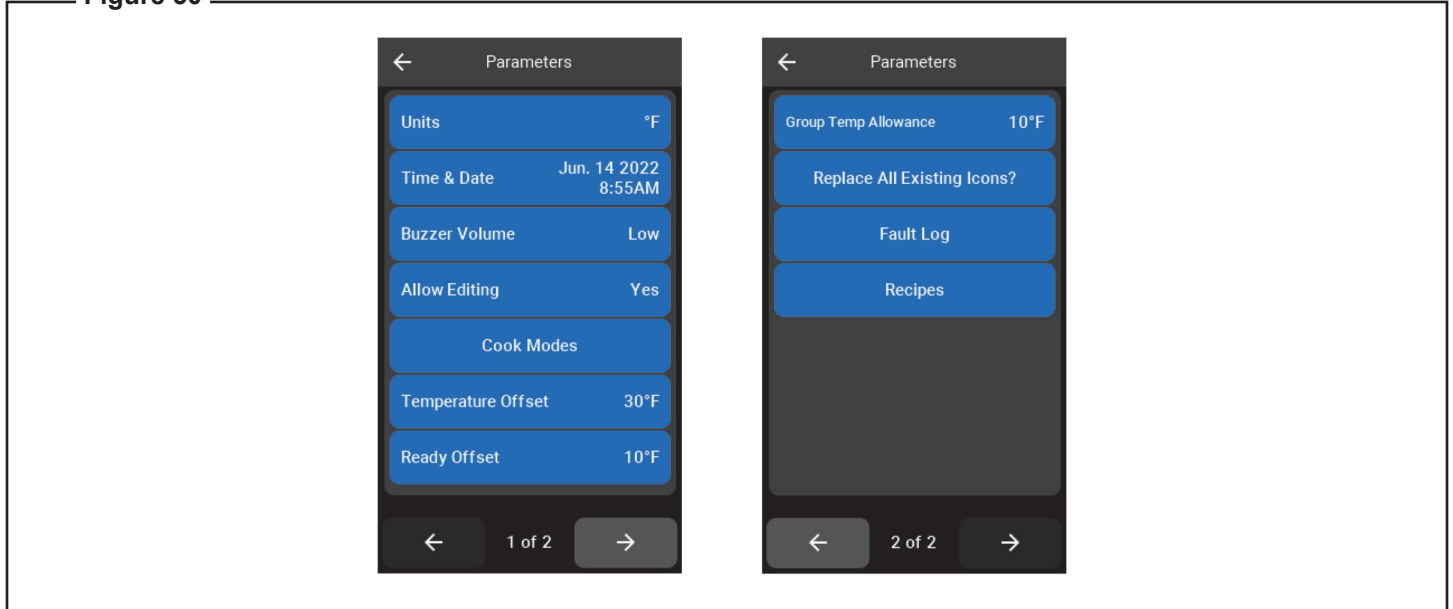 Parameters
Units °F
Time & Date Jun. 14 2022
8:55AM
Buzzer Volume Low
Allow Editing Yes
Cook Modes
Temperature Offset 30°F
Ready Offset 10°F
1 of 2
Parameters
Group Temp Allowance 10°F
Replace All Existing Icons?
Fault Log
Recipes
2 of 2